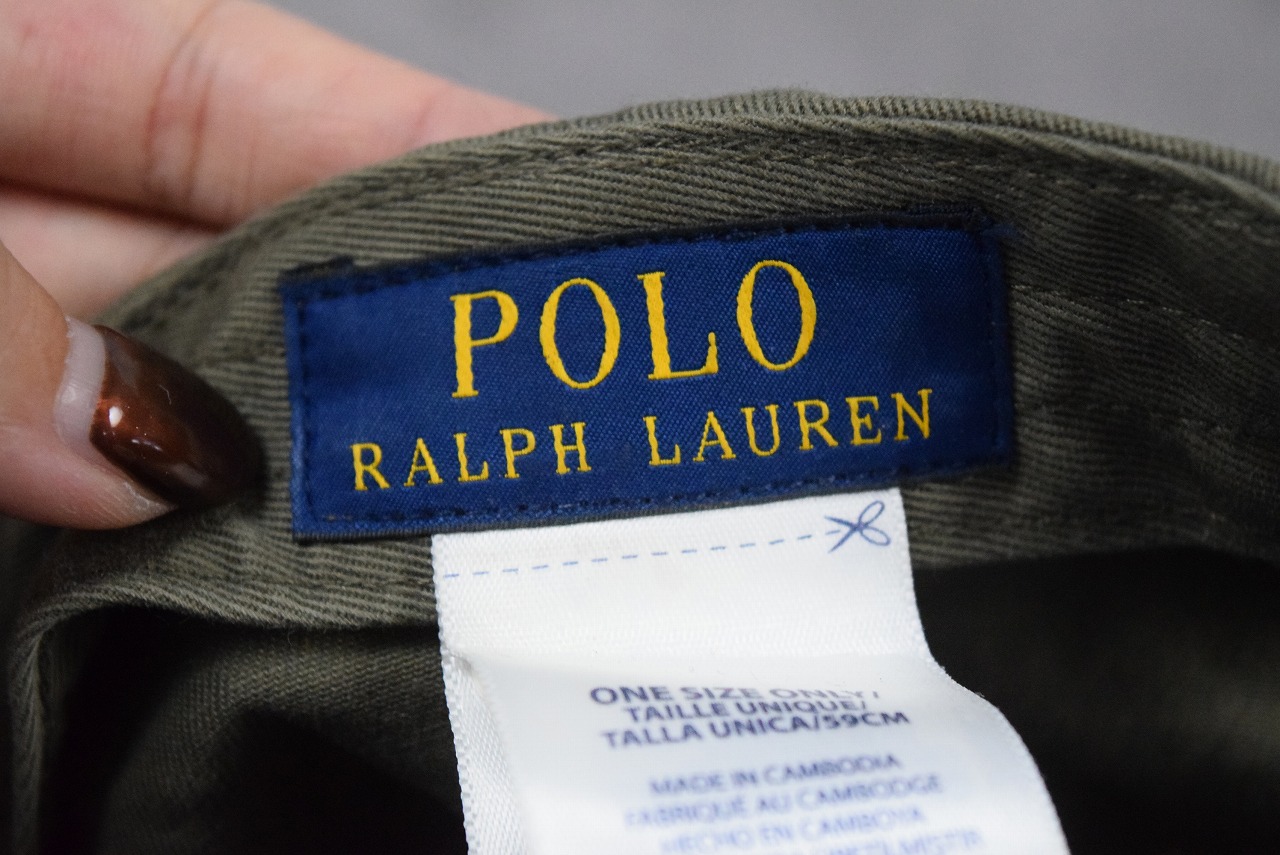 POLO
RALPH LAUREN
ONE SIZE ONLY/
TAILLE UNIQUE/
TALLA UNICA/59CM
MADE IN CAMBODIA
FABRIQUÉ AU CAMBODGE
HECHO EN CAMBOYA